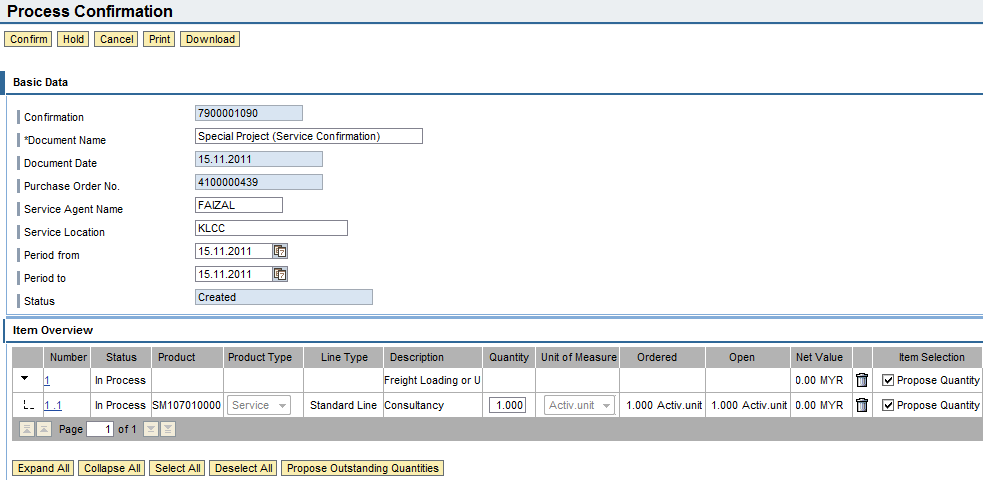 Process Confirmation
Confirm Hold Cancel Print Download
Basic Data
Confirmation 7900001090
*Document Name Special Project (Service Confirmation)
Document Date 15.11.2011
Purchase Order No. 4100000439
Service Agent Name FAIZAL
Service Location KLCC
Period from 15.11.2011
Period to 15.11.2011
Status Created
Item Overview
Number Status Product Product Type Line Type Description Quantity Unit of Measure Ordered Open Net Value Item Selection
1 In Process Freight Loading or U 0.00 MYR Propose Quantity
1 .1 In Process SM107010000 Service Standard Line Consultancy 1.000 Activ.unit 1.000 Activ.unit 1.000 Activ.unit 0.00 MYR Propose Quantity
Page 1 of 1
Expand All Collapse All Select All Deselect All Propose Outstanding Quantities